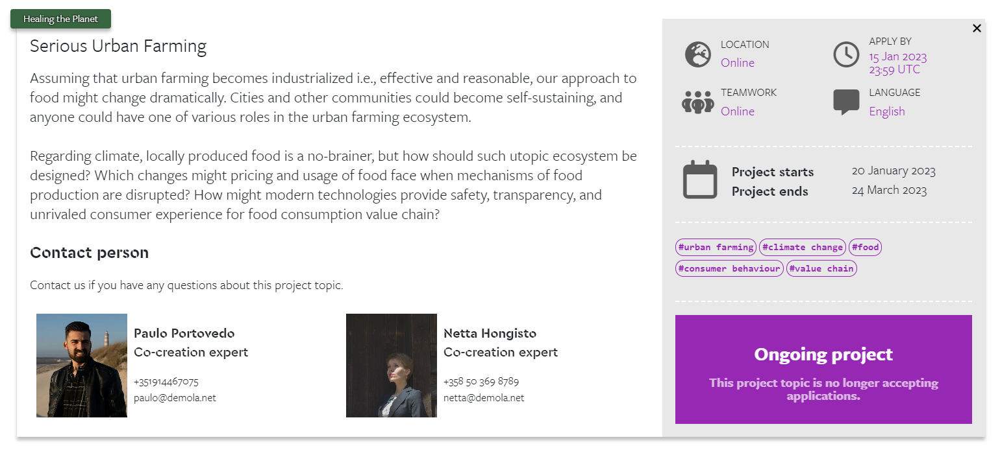 Healing the Planet
Serious Urban Farming
Assuming that urban farming becomes industrialized i.e., effective and reasonable, our approach to
food might change dramatically. Cities and other communities could become self-sustaining, and
anyone could have one of various roles in the urban farming ecosystem.
Regarding climate, locally produced food is a no-brainer, but how should such utopic ecosystem be
designed? Which changes might pricing and usage of food face when mechanisms of food
production are disrupted? How might modern technologies provide safety, transparency, and
unrivaled consumer experience for food consumption value chain?
Contact person
Contact us if you have any questions about this project topic.
Paulo Portovedo
Co-creation expert
+351914467075
paulo@demola.net
Netta Hongisto
Co-creation expert
+358 50 369 8789
netta@demola.net
LOCATION
Online
APPLY BY
15 Jan 2023
23:59 UTC
TEAMWORK
Online
LANGUAGE
English
Project starts 20 January 2023
Project ends 24 March 2023
#urban farming #climate change #food
#consumer behaviour #value chain
Ongoing project
This project topic is no longer accepting
applications.